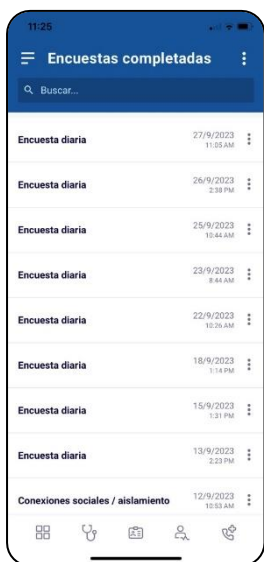 11:25
Encuestas completadas
Buscar...
Encuesta diaria 27/9/2023
11:05 AM
Encuesta diaria 26/9/2023
2:38 PM
Encuesta diaria 25/9/2023
10:44 AM
Encuesta diaria 23/9/2023
8:44 AM
Encuesta diaria 22/9/2023
10:26 AM
Encuesta diaria 18/9/2023
1:14 PM
Encuesta diaria 15/9/2023
1:31 PM
Encuesta diaria 13/9/2023
2:23 PM
Conexiones sociales / aislamiento 12/9/2023
10:53 AM